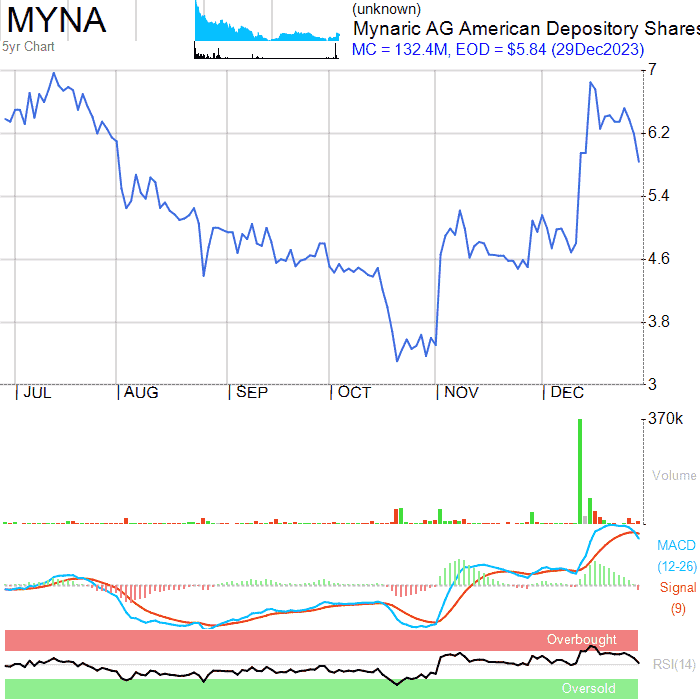 MYNA
5yr Chart
(unknown)
Mynaric AG American Depository Shares
MC = 132.4M, EOD = $5.84 (29Dec2023)
7
6.2
5.4
4.6
3.8
3
JUL AUG SEP OCT NOV DEC
370k
Volume
MACD
(12-26)
Signal
(9)
Overbought
RSI(14)
Oversold